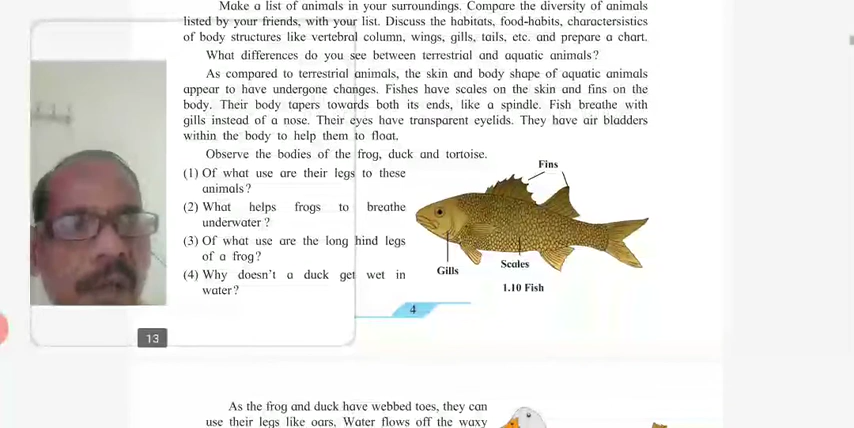 Make a list of animals in your surroundings. Compare the diversity of animals
listed by your friends, with your list. Discuss the habitats, food-habits, charactersistics
of body structures like vertebral column, wings, gills, tails, etc. and prepare a chart.
What differences do you see between terrestrial and aquatic animals?
As compared to terrestrial animals, the skin and body shape of aquatic animals
appear to have undergone changes. Fishes have scales on the skin and fins on the
body. Their body tapers towards both its ends, like a spindle. Fish breathe with
gills instead of a nose. Their eyes have transparent eyelids. They have air bladders
within the body to help them to float.
Observe the bodies of the frog, duck and tortoise.
(1) Of what use are their legs to these
animals?
(2) What helps frogs to breathe
underwater?
(3) Of what use are the long hind legs
of a frog?
(4) Why doesn't a duck get wet in
water?
Fins
Gills
Scales
1.10 Fish
4
13
As the frog and duck have webbed toes, they can
use their legs like oars. Water flows off the waxy